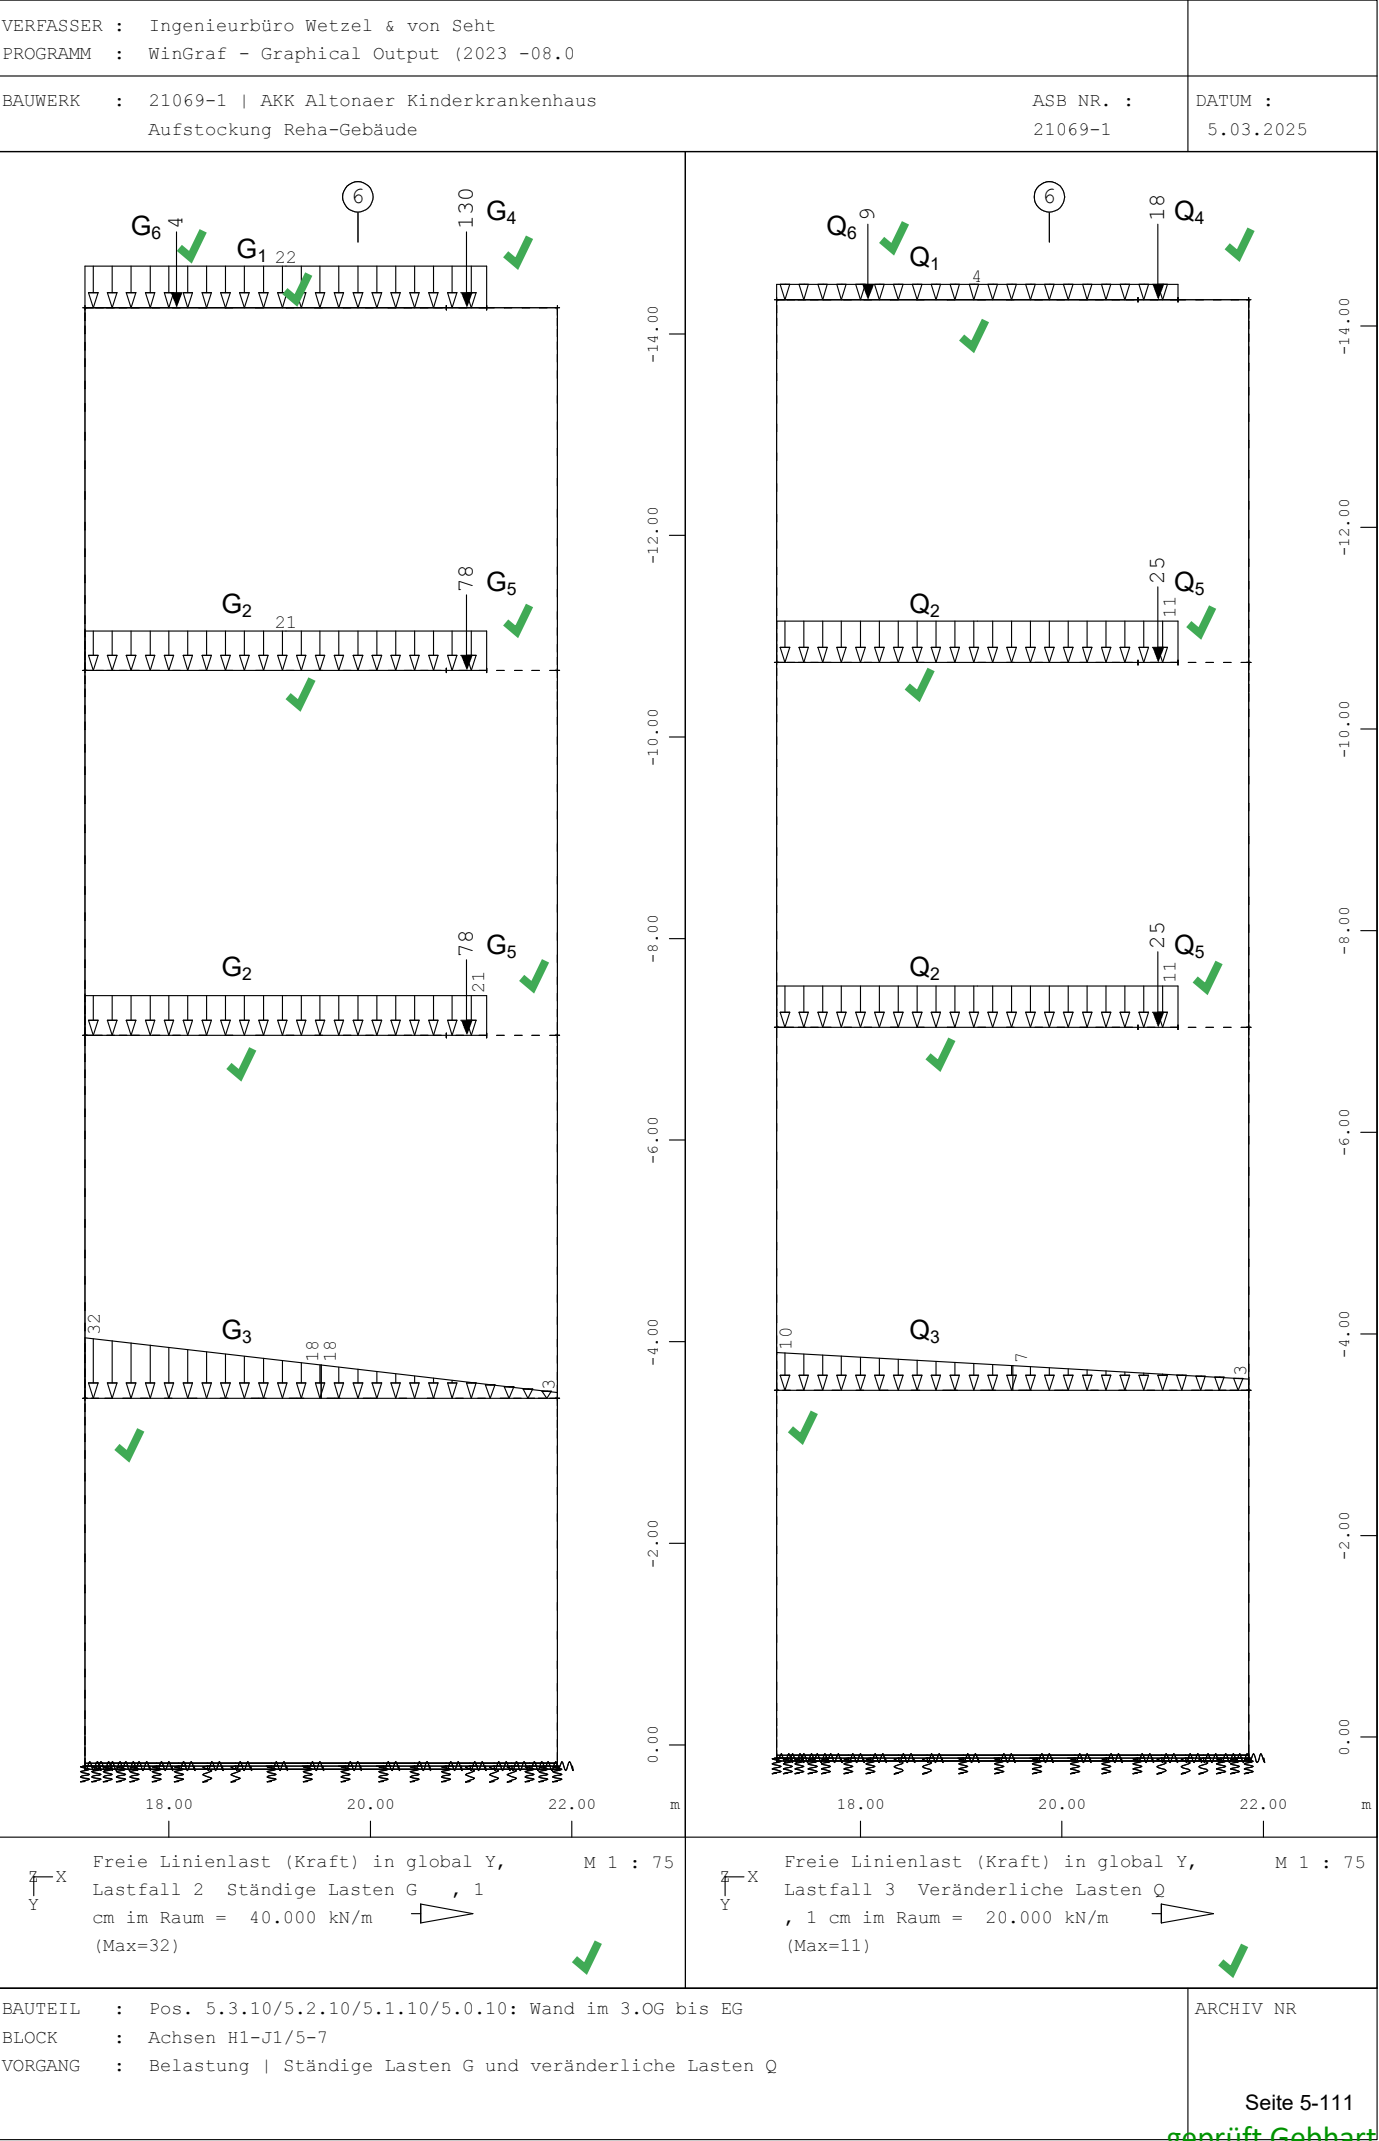 VERFASSER : Ingenieurbüro Wetzel & von Seht
PROGRAMM : WinGraf - Graphical Output (2023 -08.0
BAUWERK : 21069-1 | AKK Altonaer Kinderkrankenhaus
Aufstockung Reha-Gebäude
ASB NR. :
21069-1
DATUM :
5.03.2025
6
G6 4
G1 22
130 G4
G2 21
78 G5
G2
78 G5
21
G3
32
18 18
3
-14.00
-12.00
-10.00
-8.00
-6.00
-4.00
-2.00
0.00
18.00 20.00 22.00 m
6
Q6 9
Q1
4
18 Q4
Q2
25 Q5
11
Q2
25 Q5
11
Q3
10
7
3
-14.00
-12.00
-10.00
-8.00
-6.00
-4.00
-2.00
0.00
18.00 20.00 22.00 m
Z X
Y
Freie Linienlast (Kraft) in global Y,
Lastfall 2 Ständige Lasten G , 1
cm im Raum = 40.000 kN/m
(Max=32)
M 1 : 75
Z X
Y
Freie Linienlast (Kraft) in global Y,
Lastfall 3 Veränderliche Lasten Q
, 1 cm im Raum = 20.000 kN/m
(Max=11)
M 1 : 75
BAUTEIL : Pos. 5.3.10/5.2.10/5.1.10/5.0.10: Wand im 3.OG bis EG
BLOCK : Achsen H1-J1/5-7
VORGANG : Belastung | Ständige Lasten G und veränderliche Lasten Q
ARCHIV NR
Seite 5-111
geprüft Gebhart